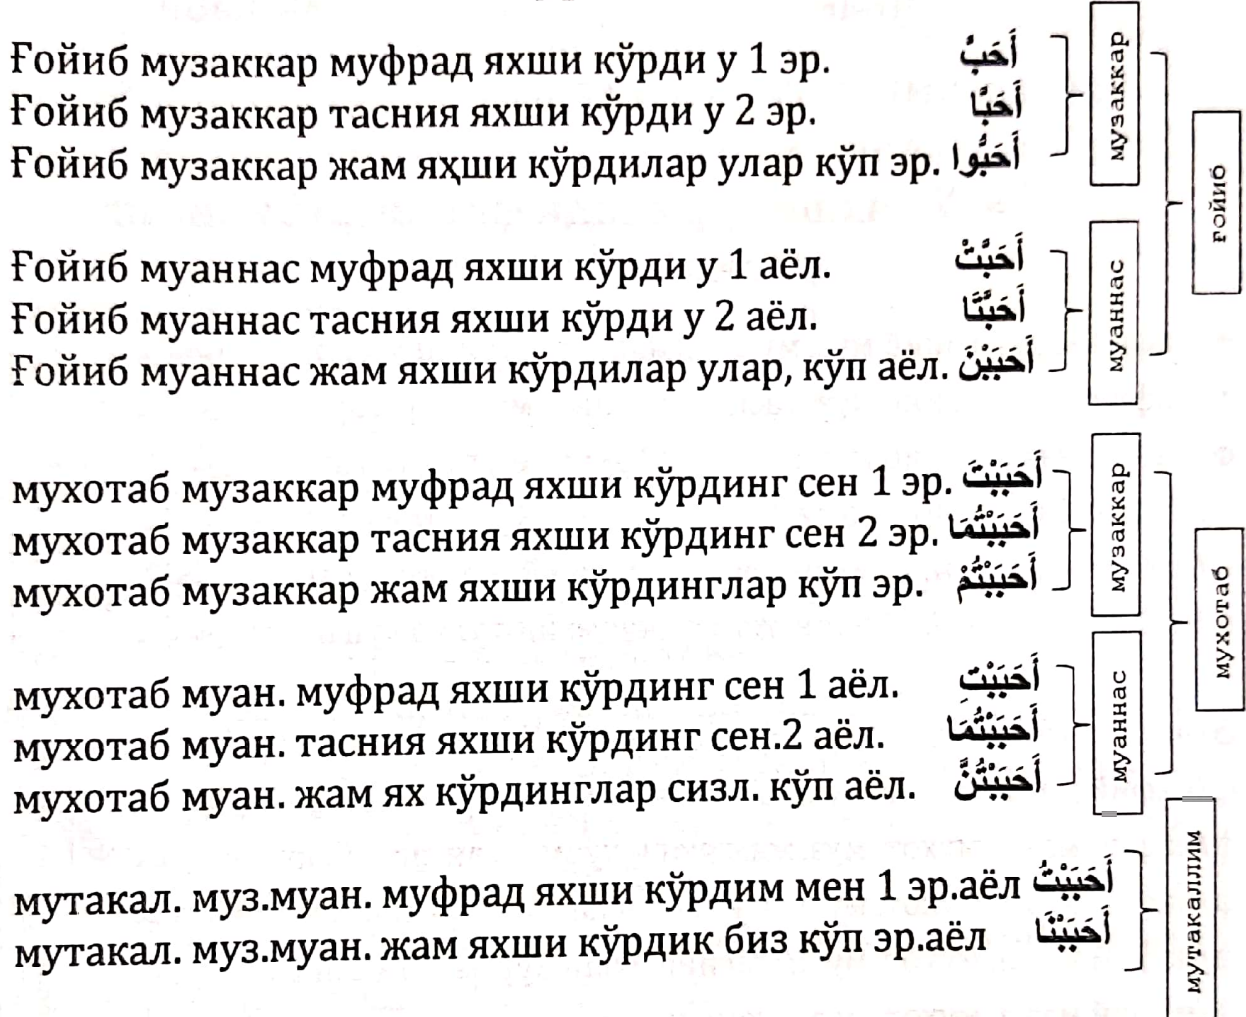 Ғойиб музаккар муфрад яхши кўрди у 1 эр. أَحَبَّ
Ғойиб музаккар тасния яхши кўрди у 2 эр. أَحَبَّا
Ғойиб музаккар жам яҳши кўрдилар улар кўп эр. أَحَبُّوا
музаккар
Ғойиб муаннас муфрад яхши кўрди у 1 аёл. أَحَبَّتْ
Ғойиб муаннас тасния яхши кўрди у 2 аёл. أَحَبَّتَا
Ғойиб муаннас жам яхши кўрдилар улар, кўп аёл. أَحَبَبْنَ
муаннас
ғойиб
мухотаб музаккар муфрад яхши кўрдинг сен 1 эр. أَحَبَبْتَ
мухотаб музаккар тасния яхши кўрдинг сен 2 эр. أَحَبَبْتُمَا
мухотаб музаккар жам яхши кўрдинглар кўп эр. أَحَبَبْتُمْ
музаккар
мухотаб муан. муфрад яхши кўрдинг сен 1 аёл. أَحَبَبْتِ
мухотаб муан. тасния яхши кўрдинг сен.2 аёл. أَحَبَبْتُمَا
мухотаб муан. жам ях кўрдинглар сизл. кўп аёл. أَحَبَبْتُنَّ
муаннас
мухотаб
мутакал. муз.муан. муфрад яхши кўрдим мен 1 эр.аёл أَحَبَبْتُ
мутакал. муз.муан. жам яхши кўрдик биз кўп эр.аёл أَحَبَبْنَا
мутакаллим